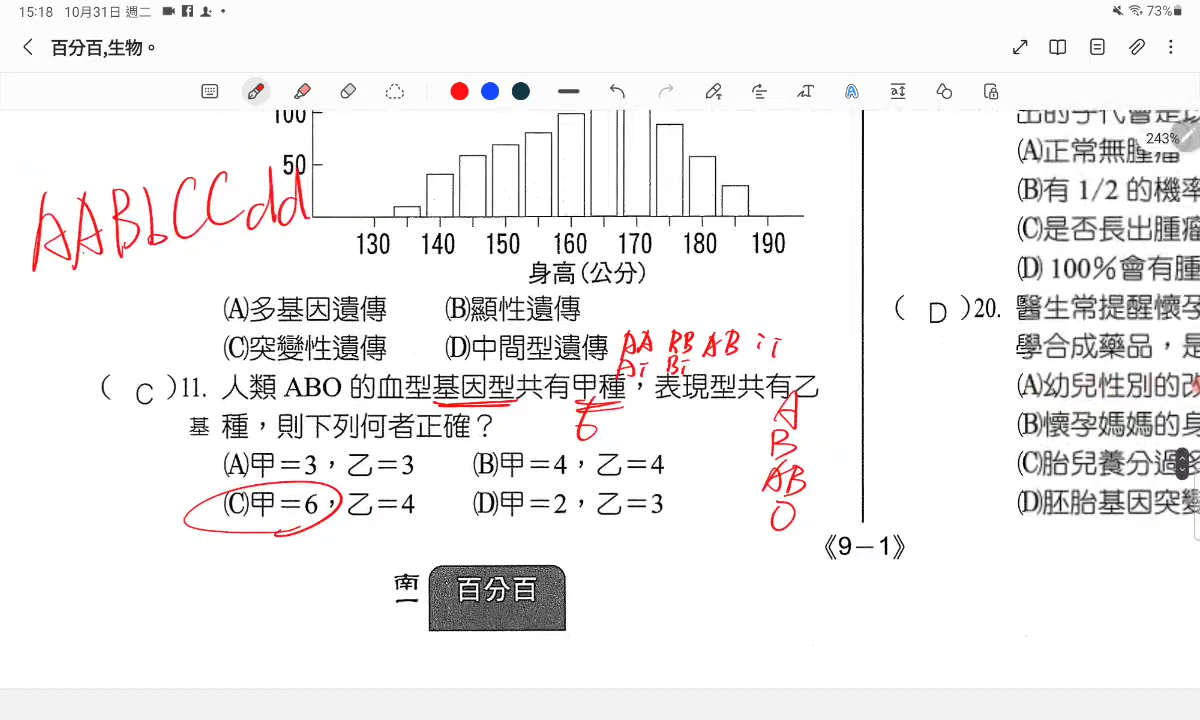 15:18 10月31日 週二
73%
百分百,生物。
243%
100
50
130 140 150 160 170 180 190
身高(公分)
AABbCCdd
(A)多基因遺傳 (B)顯性遺傳
(C)突變性遺傳 (D)中間型遺傳
AA BB AB ii
Ai Bi
( C )11. 人類 ABO 的血型基因型共有甲種,表現型共有乙
基 種,則下列何者正確?
6
A
B
AB
O
(A)甲=3,乙=3 (B)甲=4,乙=4
(C)甲=6,乙=4 (D)甲=2,乙=3
《9-1》
南一
百分百
(A)正常無腫瘤
(B)有 1/2 的機率
(C)是否長出腫瘤
(D) 100%會有腫
( D )20. 醫生常提醒懷孕
學合成藥品,是
(A)幼兒性別的改
(B)懷孕媽媽的身
(C)胎兒養分過多
(D)胚胎基因突變